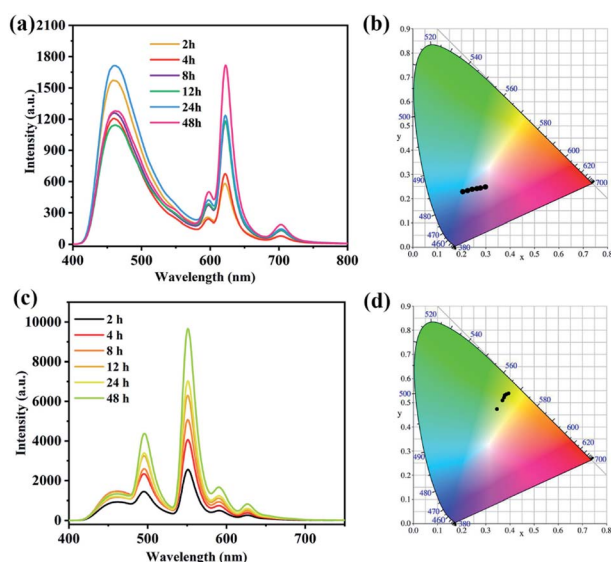 (a)
2100
1800
1500
1200
900
600
300
0
Intensity (a.u.)
2h
4h
8h
12h
24h
48h
400 500 600 700 800
Wavelength (nm)
(b)
0.9
0.8
0.7
0.6
0.5
0.4
0.3
0.2
0.1
0.0
y
520
540
560
580
600
620
700
500
490
480
470
460
380
0.0 0.1 0.2 0.3 0.4 0.5 0.6 0.7 0.8
x
(c)
10000
8000
6000
4000
2000
0
Intensity (a.u.)
2 h
4 h
8 h
12 h
24 h
48 h
400 500 600 700
Wavelength (nm)
(d)
0.9
0.8
0.7
0.6
0.5
0.4
0.3
0.2
0.1
0.0
y
520
540
560
580
600
620
700
500
490
480
470
460
380
0.0 0.1 0.2 0.3 0.4 0.5 0.6 0.7 0.8
x